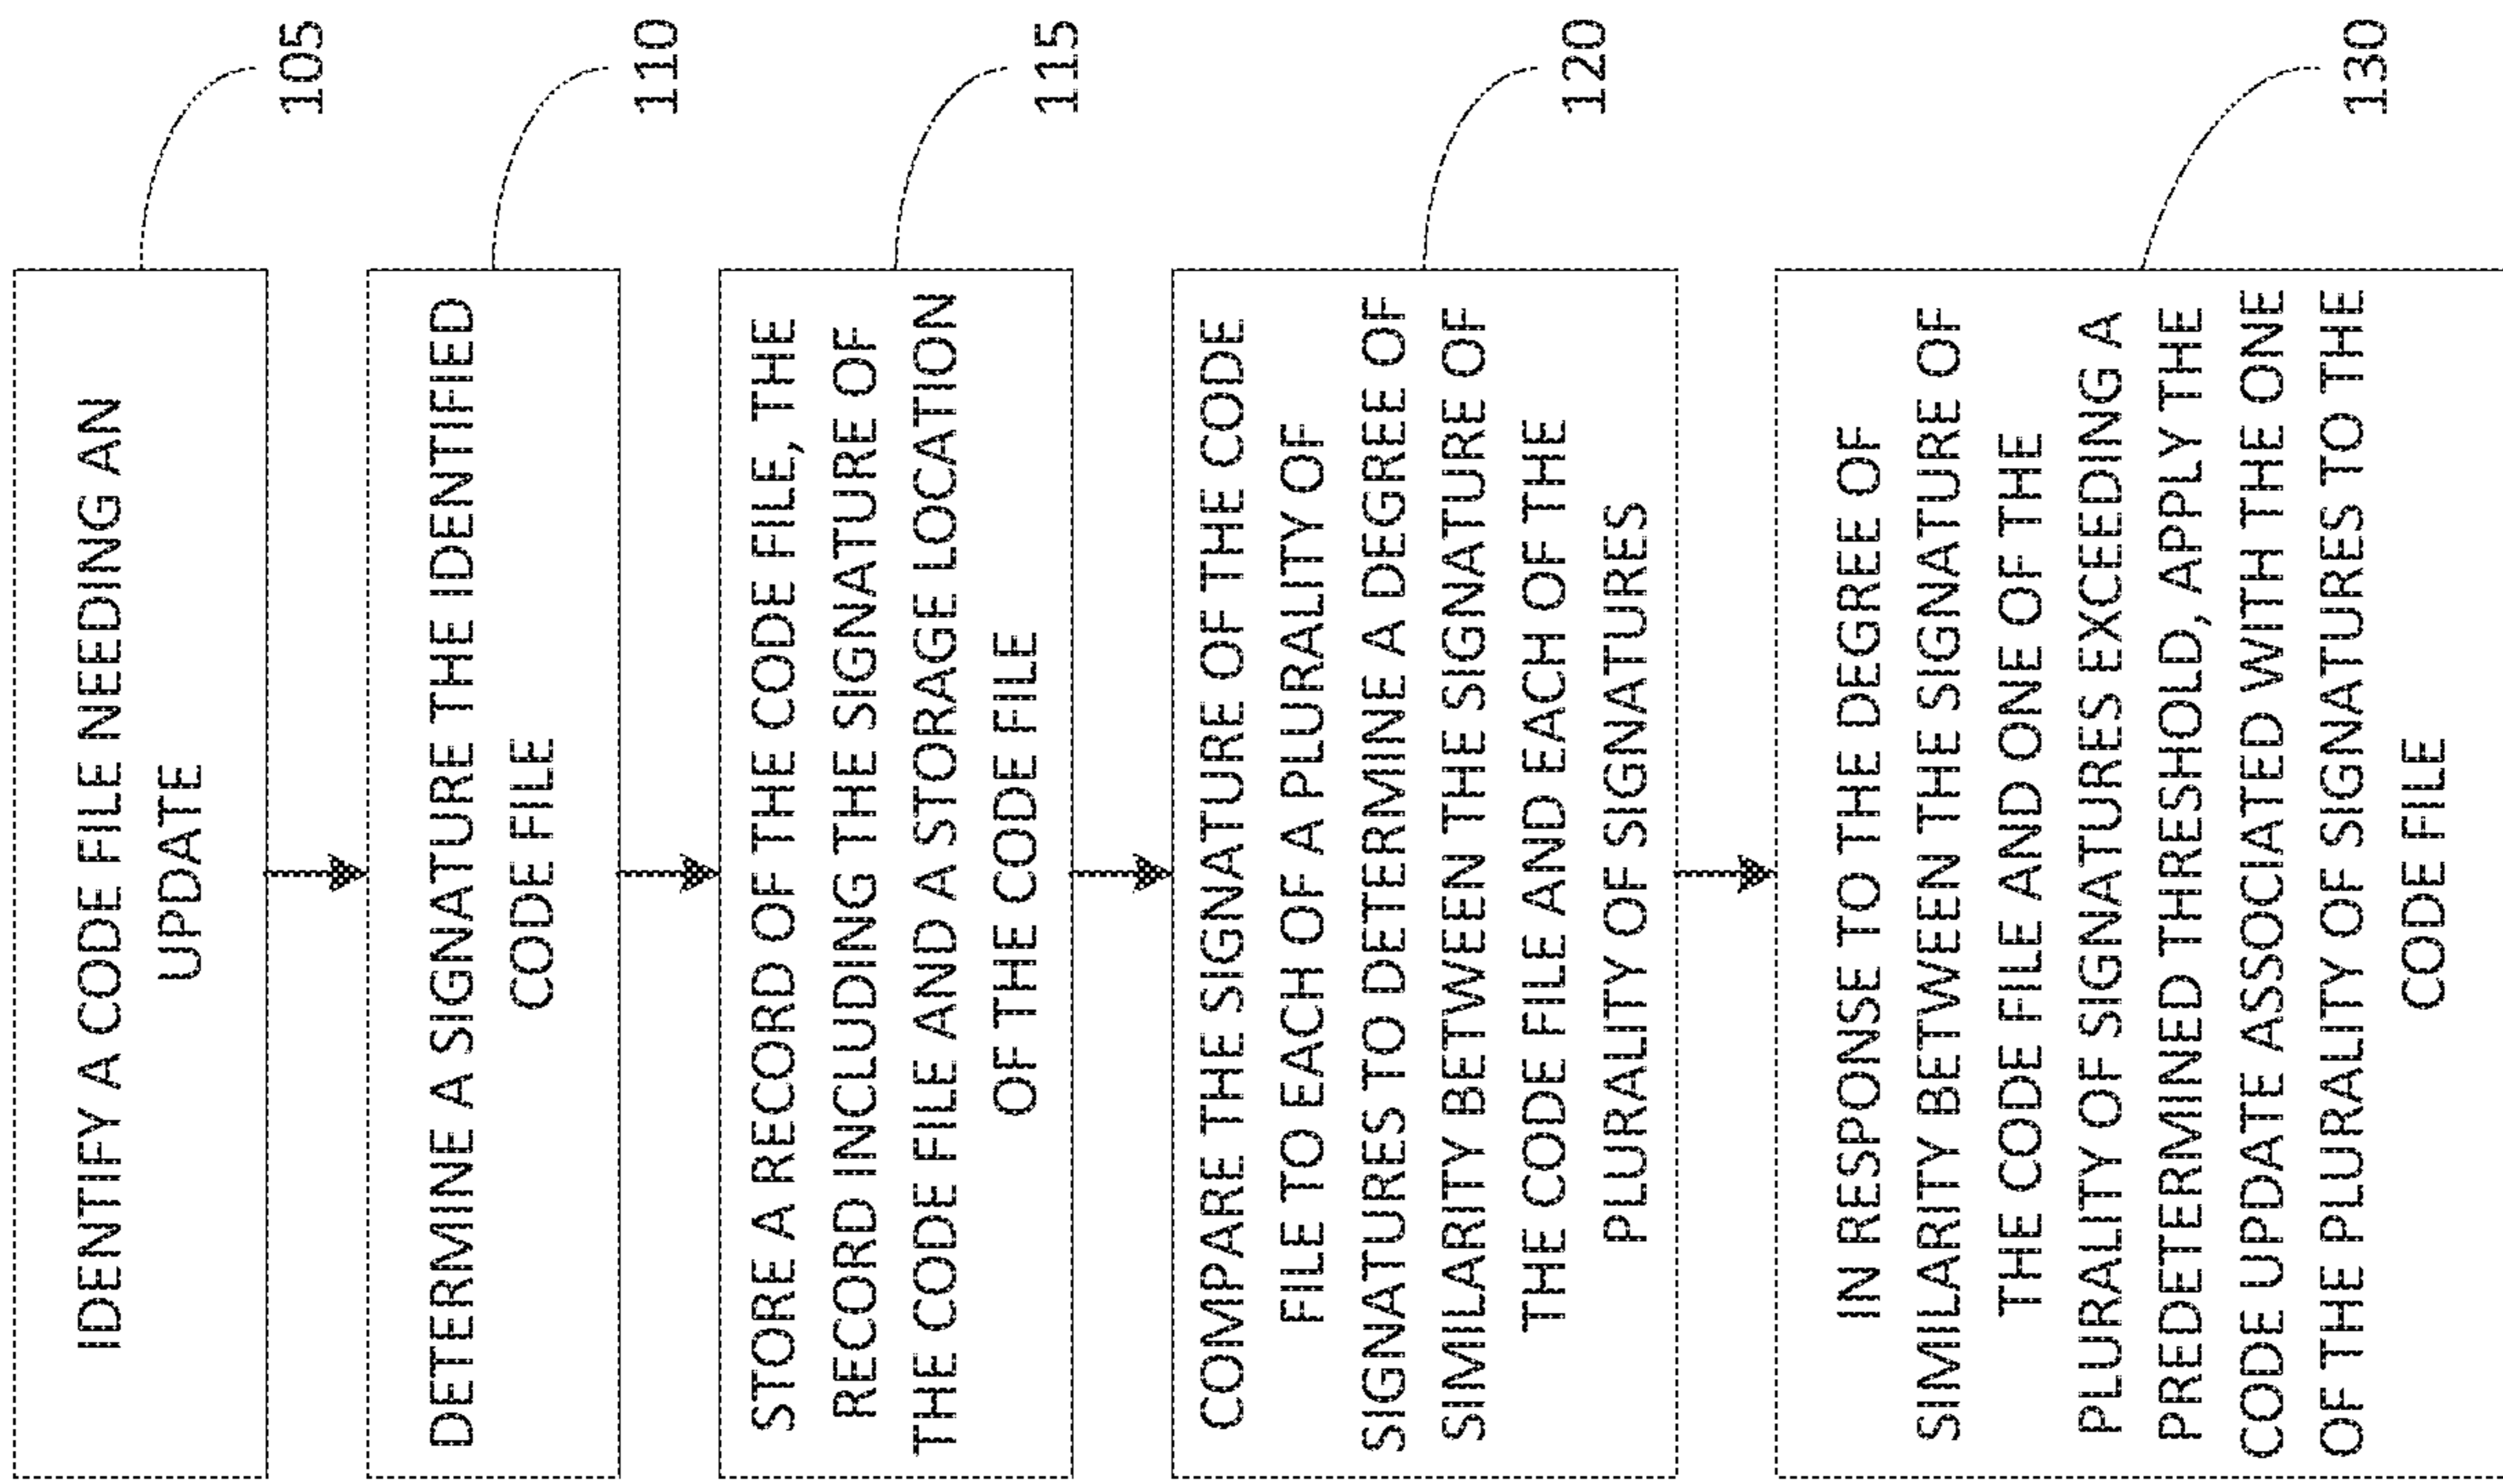 IDENTIFY A CODE FILE NEEDING AN
UPDATE
105
DETERMINE A SIGNATURE THE IDENTIFIED
CODE FILE
110
STORE A RECORD OF THE CODE FILE, THE
RECORD INCLUDING THE SIGNATURE OF
THE CODE FILE AND A STORAGE LOCATION
OF THE CODE FILE
115
COMPARE THE SIGNATURE OF THE CODE
FILE TO EACH OF A PLURALITY OF
SIGNATURES TO DETERMINE A DEGREE OF
SIMILARITY BETWEEN THE SIGNATURE OF
THE CODE FILE AND EACH OF THE
PLURALITY OF SIGNATURES
120
IN RESPONSE TO THE DEGREE OF
SIMILARITY BETWEEN THE SIGNATURE OF
THE CODE FILE AND ONE OF THE
PLURALITY OF SIGNATURES EXCEEDING A
PREDETERMINED THRESHOLD, APPLY THE
CODE UPDATE ASSOCIATED WITH THE ONE
OF THE PLURALITY OF SIGNATURES TO THE
CODE FILE
130